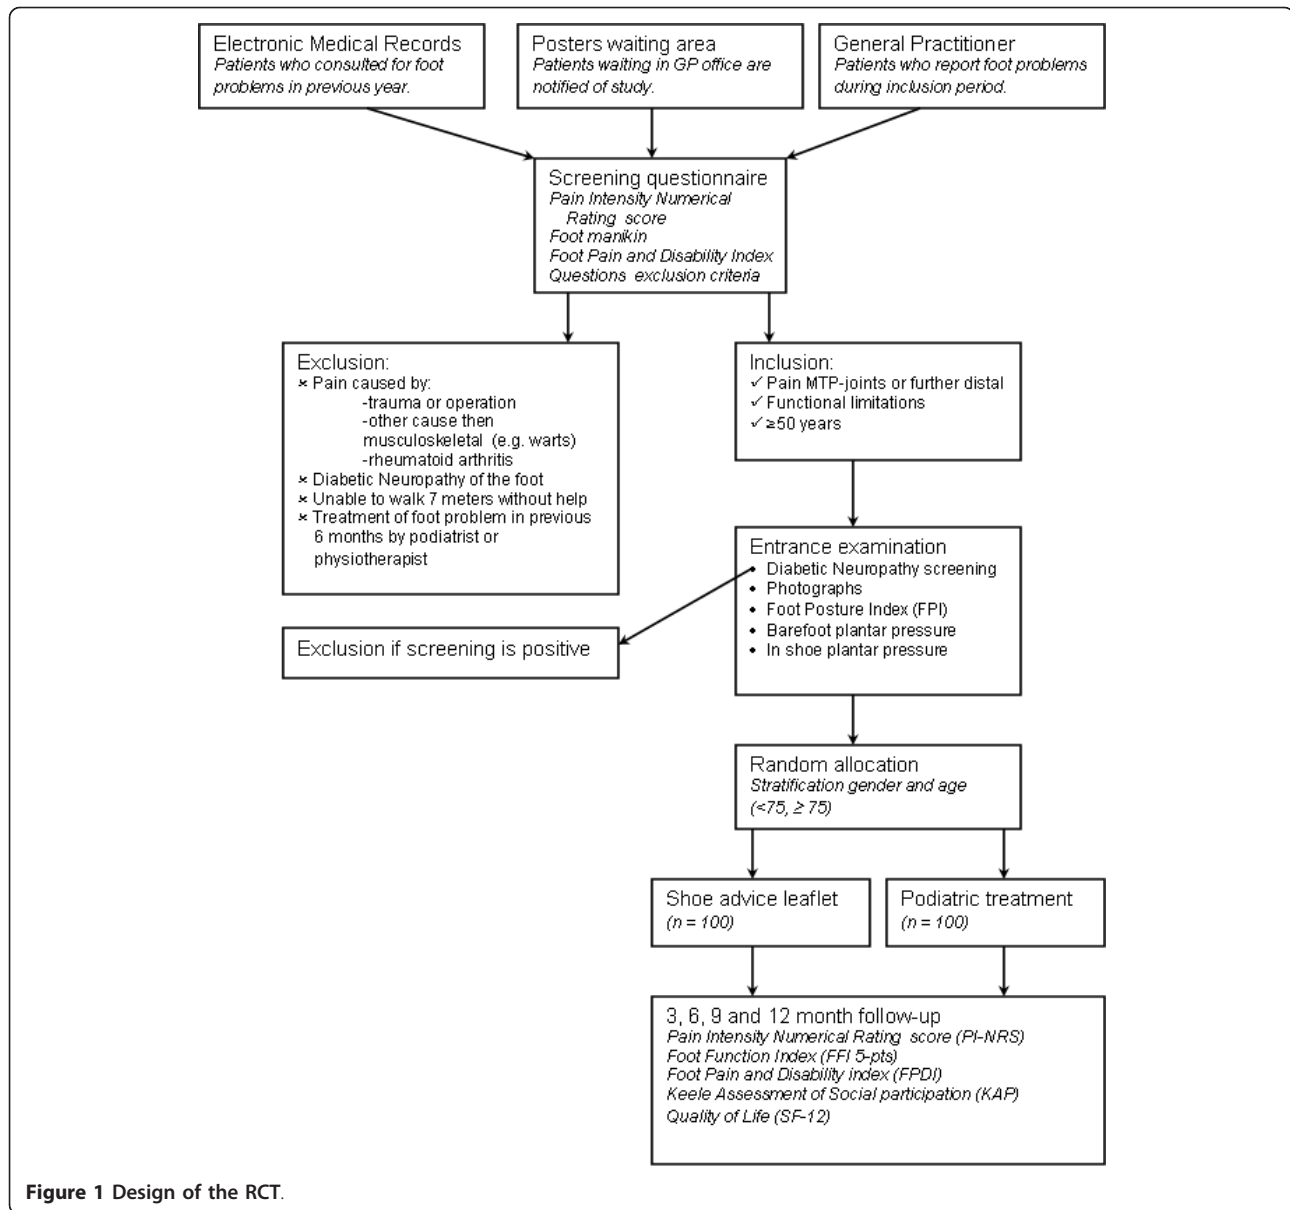 Electronic Medical Records
Patients who consulted for foot
problems in previous year.
Posters waiting area
Patients waiting in GP office are
notified of study.
General Practitioner
Patients who report foot problems
during inclusion period.
Screening questionnaire
Pain Intensity Numerical
Rating score
Foot manikin
Foot Pain and Disability Index
Questions exclusion criteria
Exclusion:
× Pain caused by:
-trauma or operation
-other cause then
musculoskeletal (e.g. warts)
-rheumatoid arthritis
× Diabetic Neuropathy of the foot
× Unable to walk 7 meters without help
× Treatment of foot problem in previous
6 months by podiatrist or
physiotherapist
Inclusion:
✓ Pain MTP-joints or further distal
✓ Functional limitations
✓ ≥50 years
Entrance examination
• Diabetic Neuropathy screening
• Photographs
• Foot Posture Index (FPI)
• Barefoot plantar pressure
• In shoe plantar pressure
Exclusion if screening is positive
Random allocation
Stratification gender and age
(<75, ≥ 75)
Shoe advice leaflet
(n = 100)
Podiatric treatment
(n = 100)
3, 6, 9 and 12 month follow-up
Pain Intensity Numerical Rating score (PI-NRS)
Foot Function Index (FFI 5-pts)
Foot Pain and Disability index (FPDI)
Keele Assessment of Social participation (KAP)
Quality of Life (SF-12)
Figure 1 Design of the RCT.